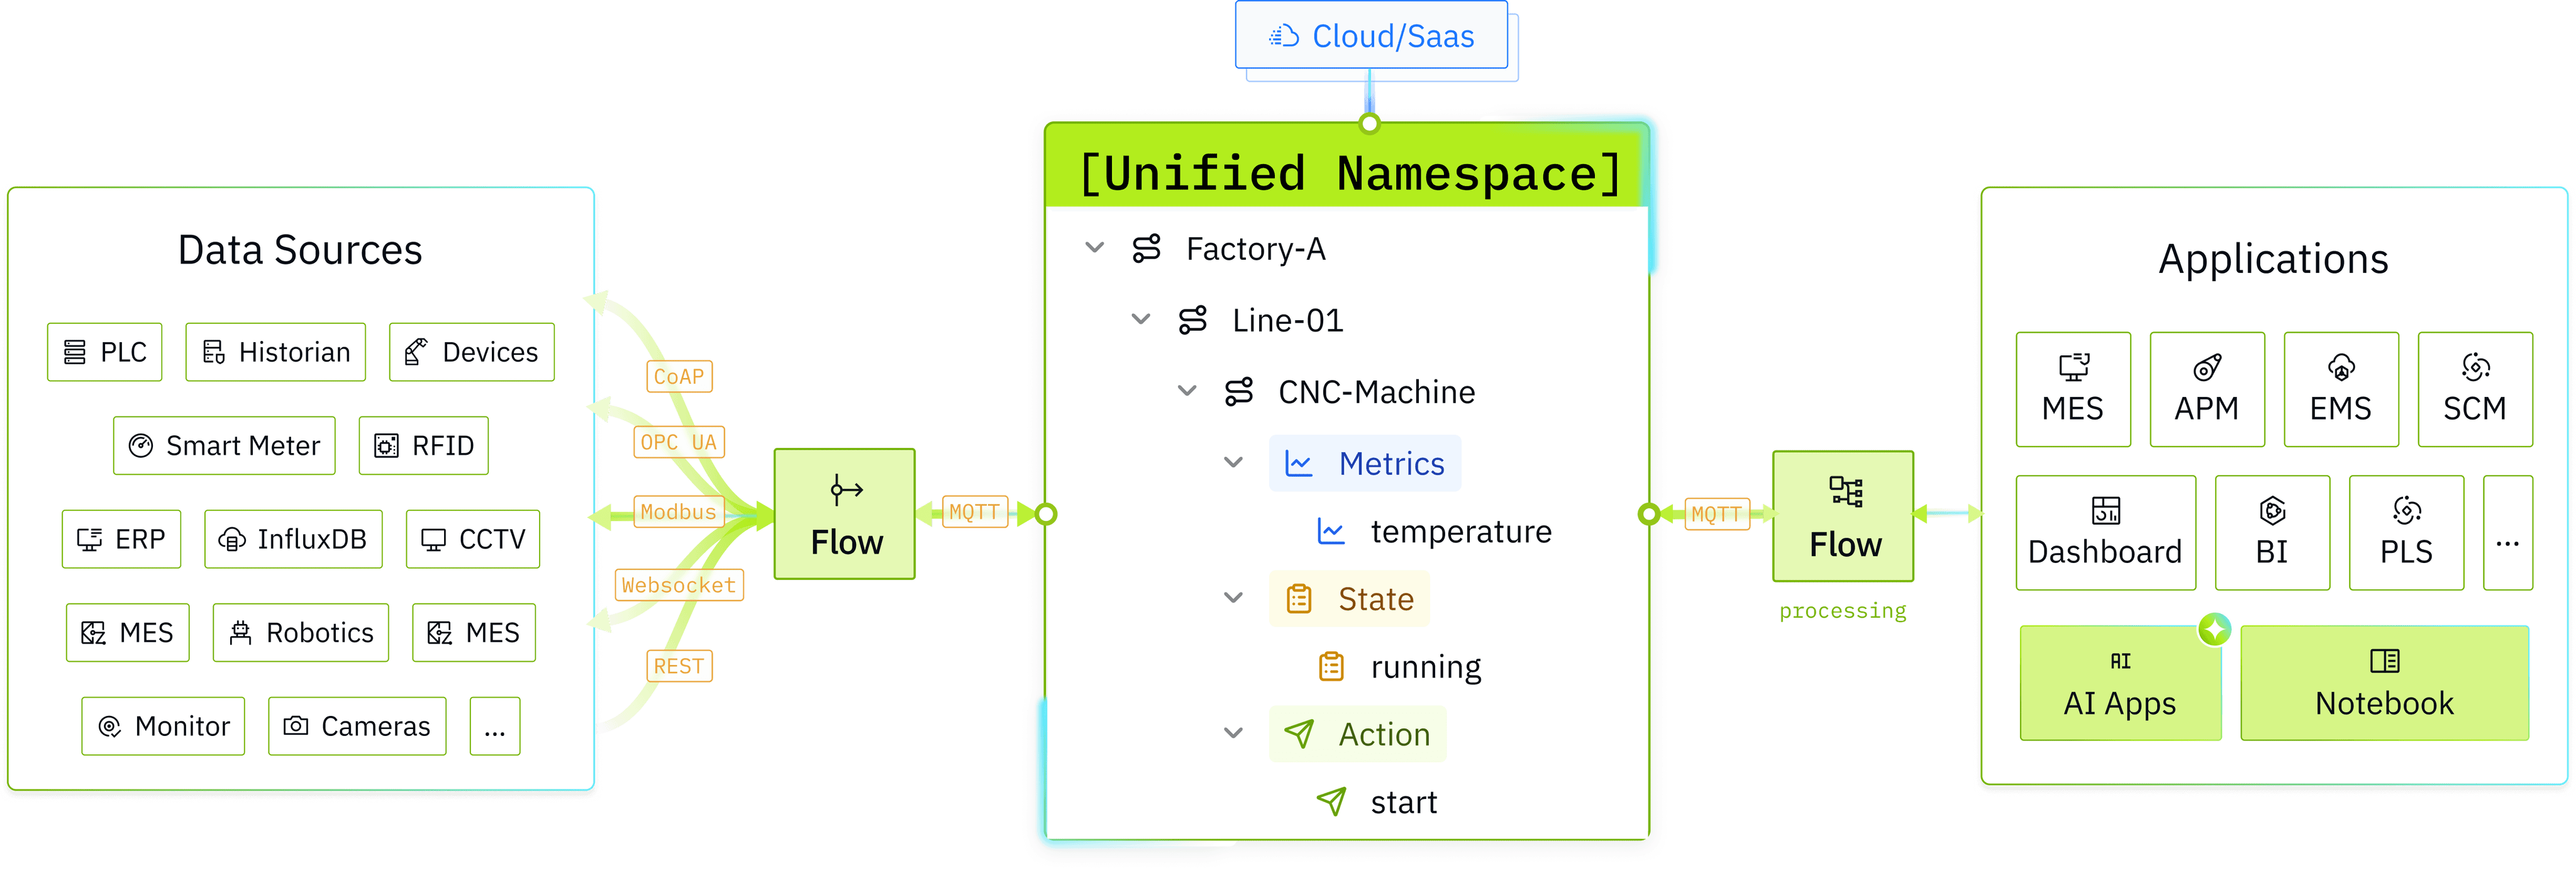 Cloud/Saas
Data Sources
PLC
Historian
Devices
Smart Meter
RFID
ERP
InfluxDB
CCTV
MES
Robotics
MES
Monitor
Cameras
...
CoAP
OPC UA
Modbus
Websocket
REST
Flow
MQTT
[Unified Namespace]
Factory-A
Line-01
CNC-Machine
Metrics
temperature
State
running
Action
start
MQTT
Flow
processing
Applications
MES
APM
EMS
SCM
Dashboard
BI
PLS
...
AI
AI Apps
Notebook